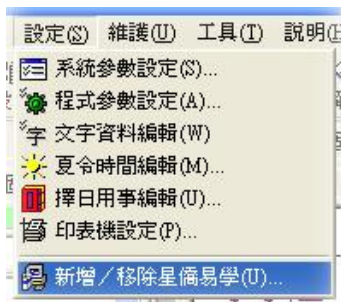 設定(S) 維護(U) 工具(T) 說明(H
系統參數設定(S)...
程式參數設定(A)...
文字資料編輯(W)
夏令時間編輯(M)...
擇日用事編輯(U)...
印表機設定(P)...
新增／移除星僑易學(U)...